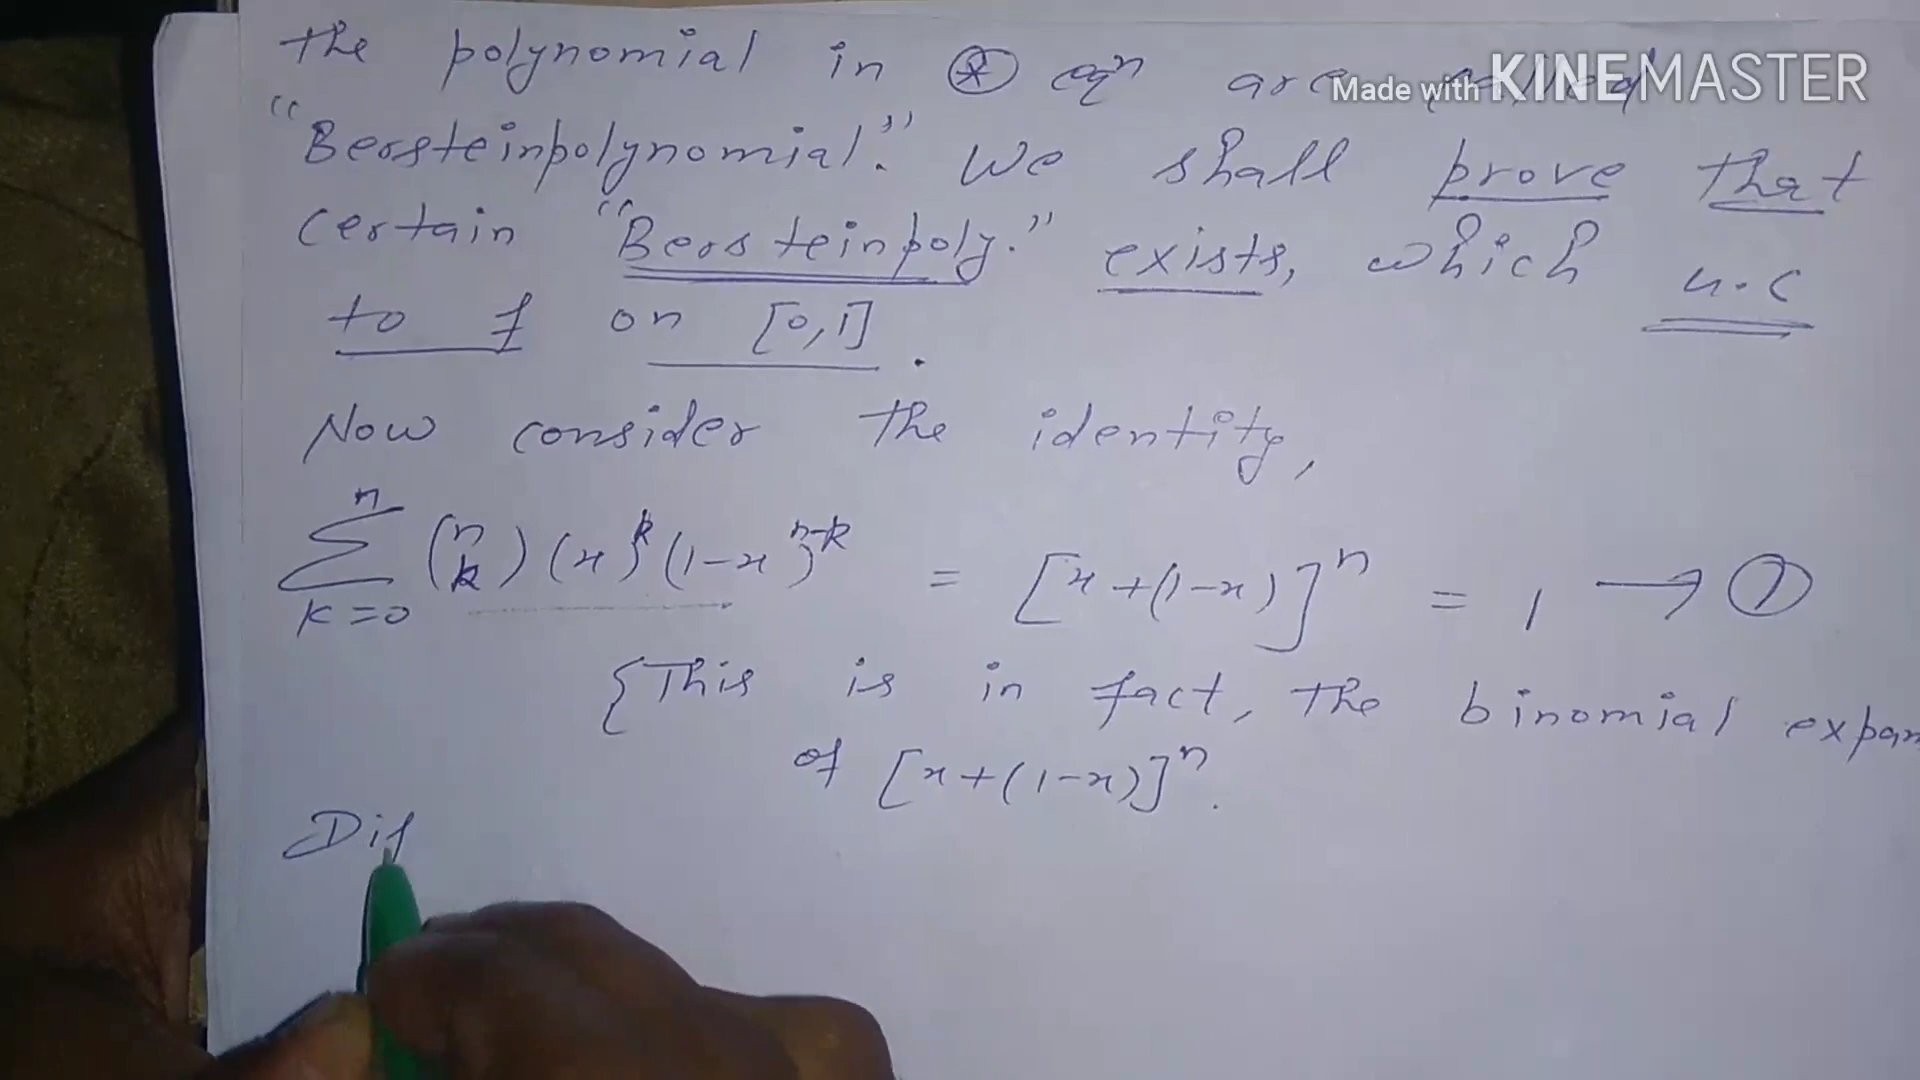 the polynomial in ⊛ eqⁿ are called
Made with KINEMASTER
"Bersteinpolynomial." We shall prove that
certain "Bersteinpoly." exists, which u.c
to f on [0,1].
Now consider the identity,
∑_{k=0}^{n} (n k) (x)^k (1-x)^{n-k} = [x+(1-x)]^n = 1 → ①
{This is in fact, the binomial expan
of [x+(1-x)]^n.
Dif